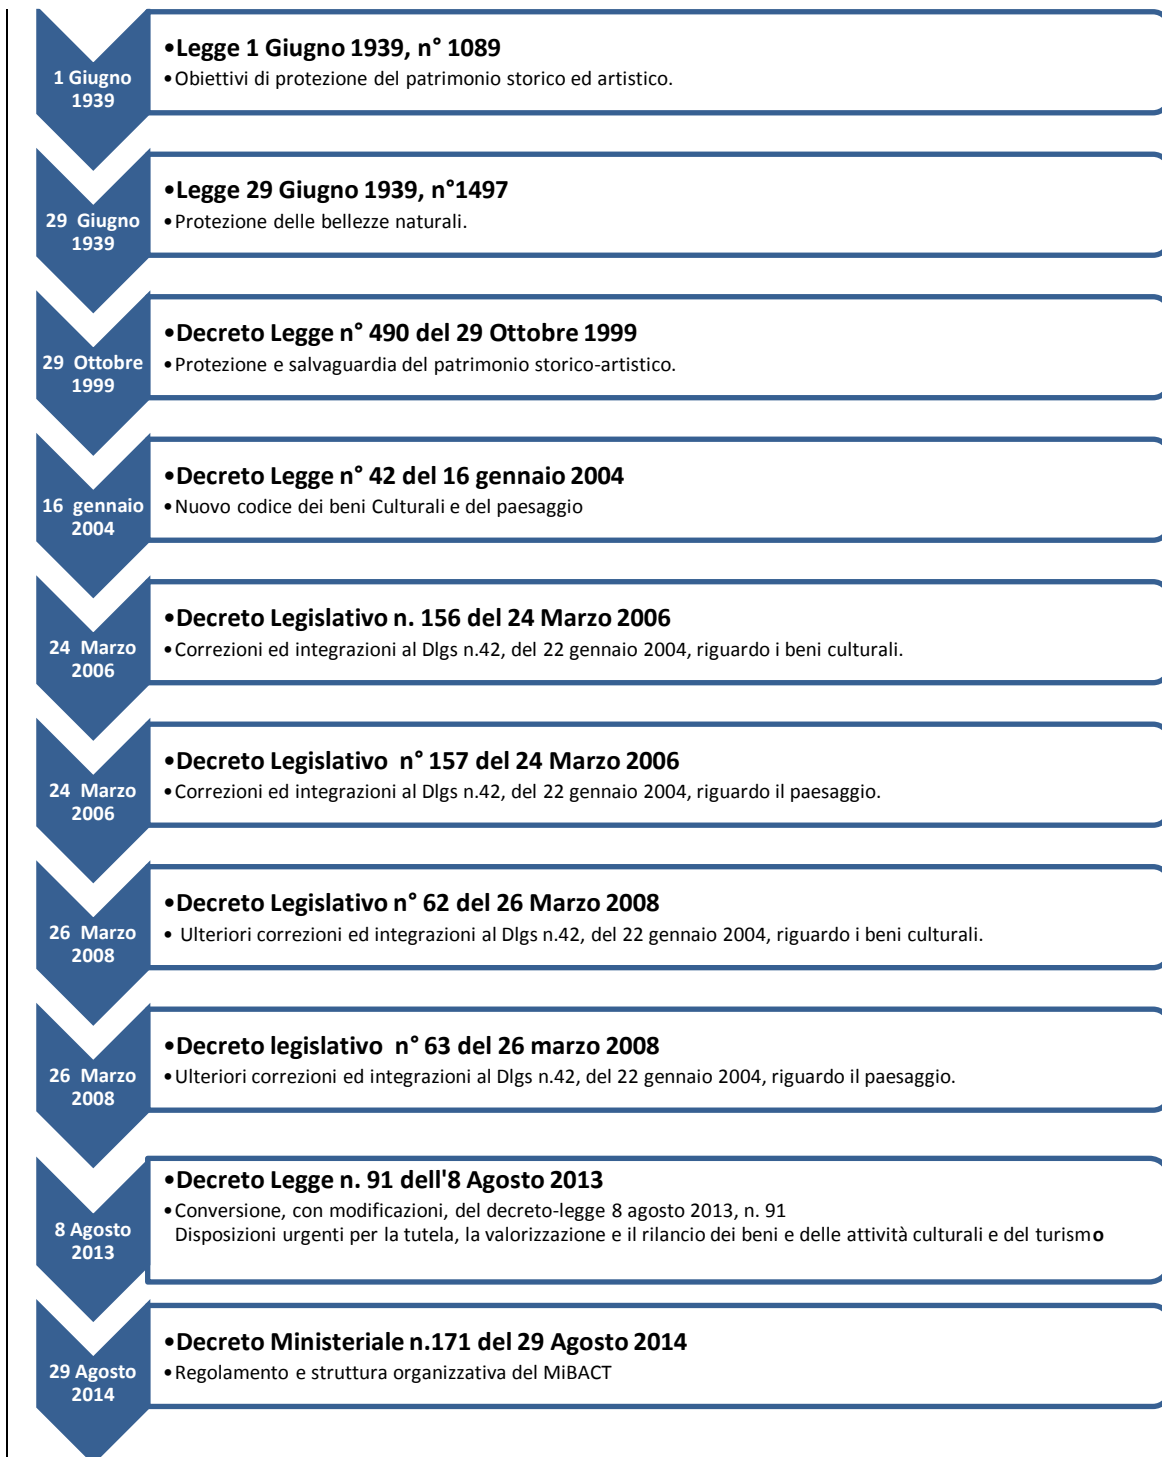 1 Giugno
1939
•Legge 1 Giugno 1939, n° 1089
•Obiettivi di protezione del patrimonio storico ed artistico.
29 Giugno
1939
•Legge 29 Giugno 1939, n°1497
•Protezione delle bellezze naturali.
29 Ottobre
1999
•Decreto Legge n° 490 del 29 Ottobre 1999
•Protezione e salvaguardia del patrimonio storico-artistico.
16 gennaio
2004
•Decreto Legge n° 42 del 16 gennaio 2004
•Nuovo codice dei beni Culturali e del paesaggio
24 Marzo
2006
•Decreto Legislativo n. 156 del 24 Marzo 2006
•Correzioni ed integrazioni al Dlgs n.42, del 22 gennaio 2004, riguardo i beni culturali.
24 Marzo
2006
•Decreto Legislativo n° 157 del 24 Marzo 2006
•Correzioni ed integrazioni al Dlgs n.42, del 22 gennaio 2004, riguardo il paesaggio.
26 Marzo
2008
•Decreto Legislativo n° 62 del 26 Marzo 2008
• Ulteriori correzioni ed integrazioni al Dlgs n.42, del 22 gennaio 2004, riguardo i beni culturali.
26 Marzo
2008
•Decreto legislativo n° 63 del 26 marzo 2008
•Ulteriori correzioni ed integrazioni al Dlgs n.42, del 22 gennaio 2004, riguardo il paesaggio.
8 Agosto
2013
•Decreto Legge n. 91 dell'8 Agosto 2013
•Conversione, con modificazioni, del decreto-legge 8 agosto 2013, n. 91
Disposizioni urgenti per la tutela, la valorizzazione e il rilancio dei beni e delle attività culturali e del turismo
29 Agosto
2014
•Decreto Ministeriale n.171 del 29 Agosto 2014
•Regolamento e struttura organizzativa del MiBACT